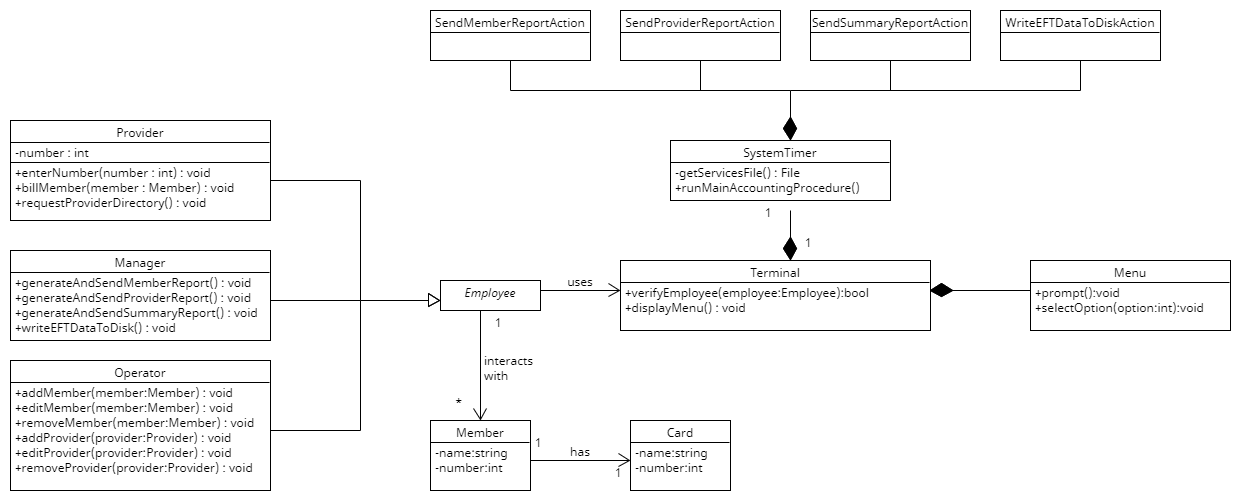 SendMemberReportAction
SendProviderReportAction
SendSummaryReportAction
WriteEFTDataToDiskAction
Provider
-number : int
+enterNumber(number : int) : void
+billMember(member : Member) : void
+requestProviderDirectory() : void
SystemTimer
-getServicesFile() : File
+runMainAccountingProcedure()
1
1
Manager
+generateAndSendMemberReport() : void
+generateAndSendProviderReport() : void
+generateAndSendSummaryReport() : void
+writeEFTDataToDisk() : void
Employee
uses
Terminal
+verifyEmployee(employee:Employee):bool
+displayMenu() : void
Menu
+prompt():void
+selectOption(option:int):void
1
interacts
with
*
Operator
+addMember(member:Member) : void
+editMember(member:Member) : void
+removeMember(member:Member) : void
+addProvider(provider:Provider) : void
+editProvider(provider:Provider) : void
+removeProvider(provider:Provider) : void
Member
-name:string
-number:int
1
has
1
Card
-name:string
-number:int